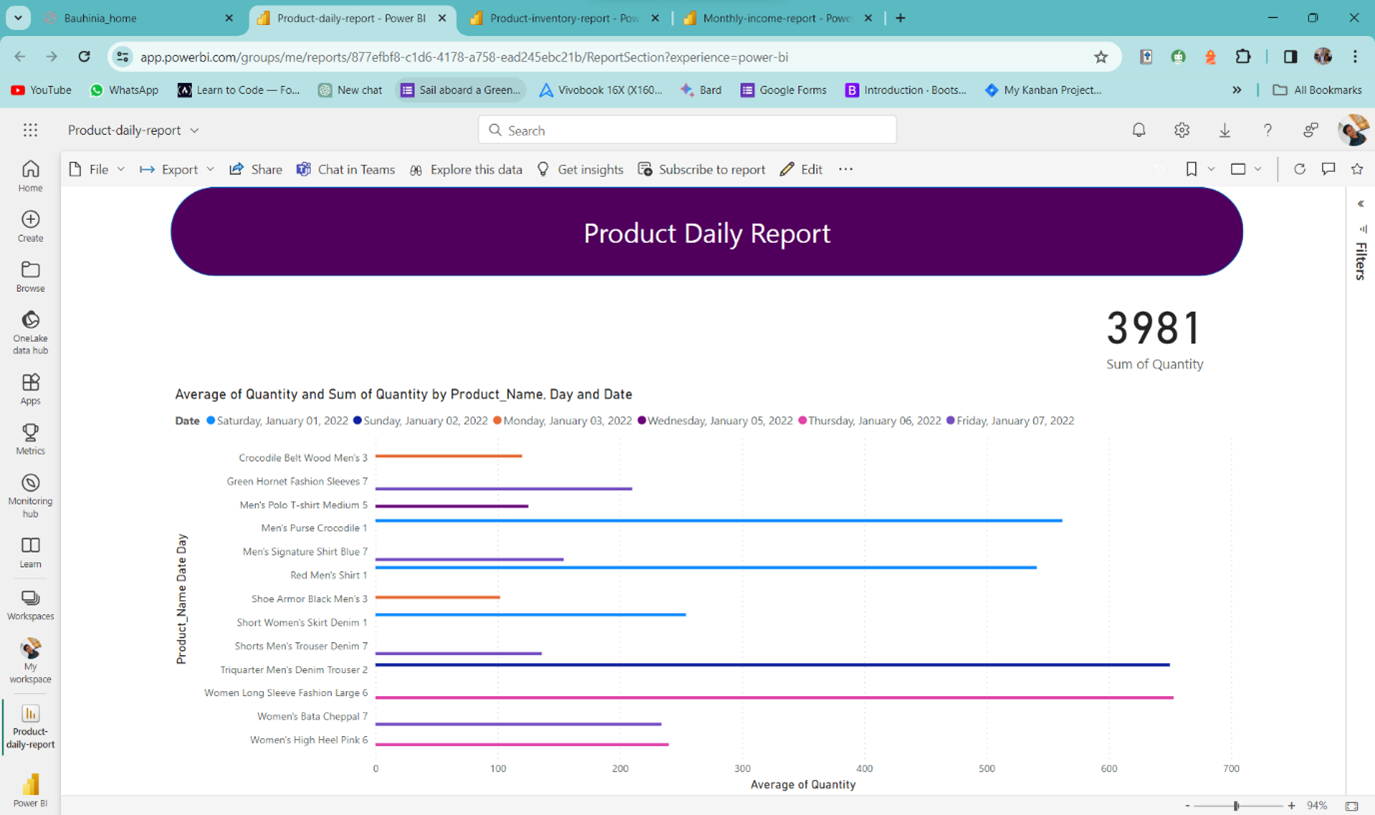 Bauhinia_home
Product-daily-report - Power BI
Product-inventory-report - Pow
Monthly-income-report - Powe
app.powerbi.com/groups/me/reports/877efbf8-c1d6-4178-a758-ead245ebc21b/ReportSection?experience=power-bi
YouTube
WhatsApp
Learn to Code — Fo...
New chat
Sail aboard a Green...
Vivobook 16X (X160...
Bard
Google Forms
Introduction · Boots...
My Kanban Project...
All Bookmarks
Product-daily-report
Search
File
Export
Share
Chat in Teams
Explore this data
Get insights
Subscribe to report
Edit
Home
Create
Browse
OneLake
data hub
Apps
Metrics
Monitoring
hub
Learn
Workspaces
My
workspace
Product-
daily-report
Power BI
Product Daily Report
Filters
3981
Sum of Quantity
Average of Quantity and Sum of Quantity by Product_Name, Day and Date
Date Saturday, January 01, 2022 Sunday, January 02, 2022 Monday, January 03, 2022 Wednesday, January 05, 2022 Thursday, January 06, 2022 Friday, January 07, 2022
Product_Name Date Day
Crocodile Belt Wood Men's 3
Green Hornet Fashion Sleeves 7
Men's Polo T-shirt Medium 5
Men's Purse Crocodile 1
Men's Signature Shirt Blue 7
Red Men's Shirt 1
Shoe Armor Black Men's 3
Short Women's Skirt Denim 1
Shorts Men's Trouser Denim 7
Triquarter Men's Denim Trouser 2
Women Long Sleeve Fashion Large 6
Women's Bata Cheppal 7
Women's High Heel Pink 6
0 100 200 300 400 500 600 700
Average of Quantity
94%